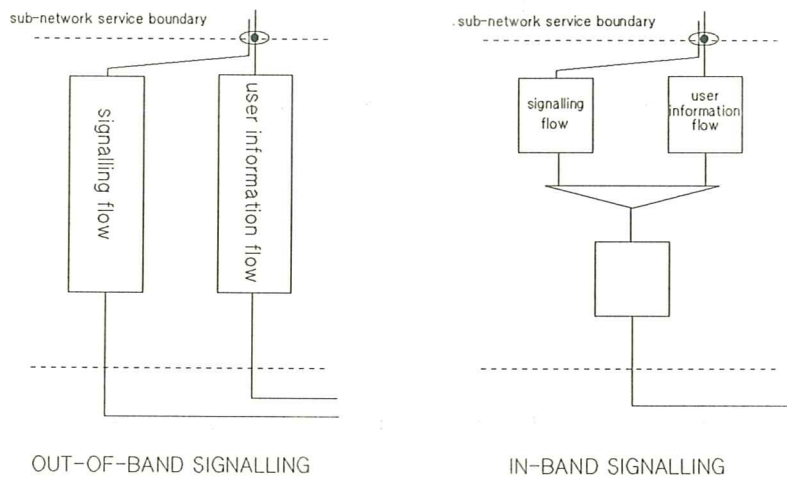 sub-network service boundary
signalling flow
user information flow
OUT-OF-BAND SIGNALLING
sub-network service boundary
signalling
flow
user
information
flow
IN-BAND SIGNALLING